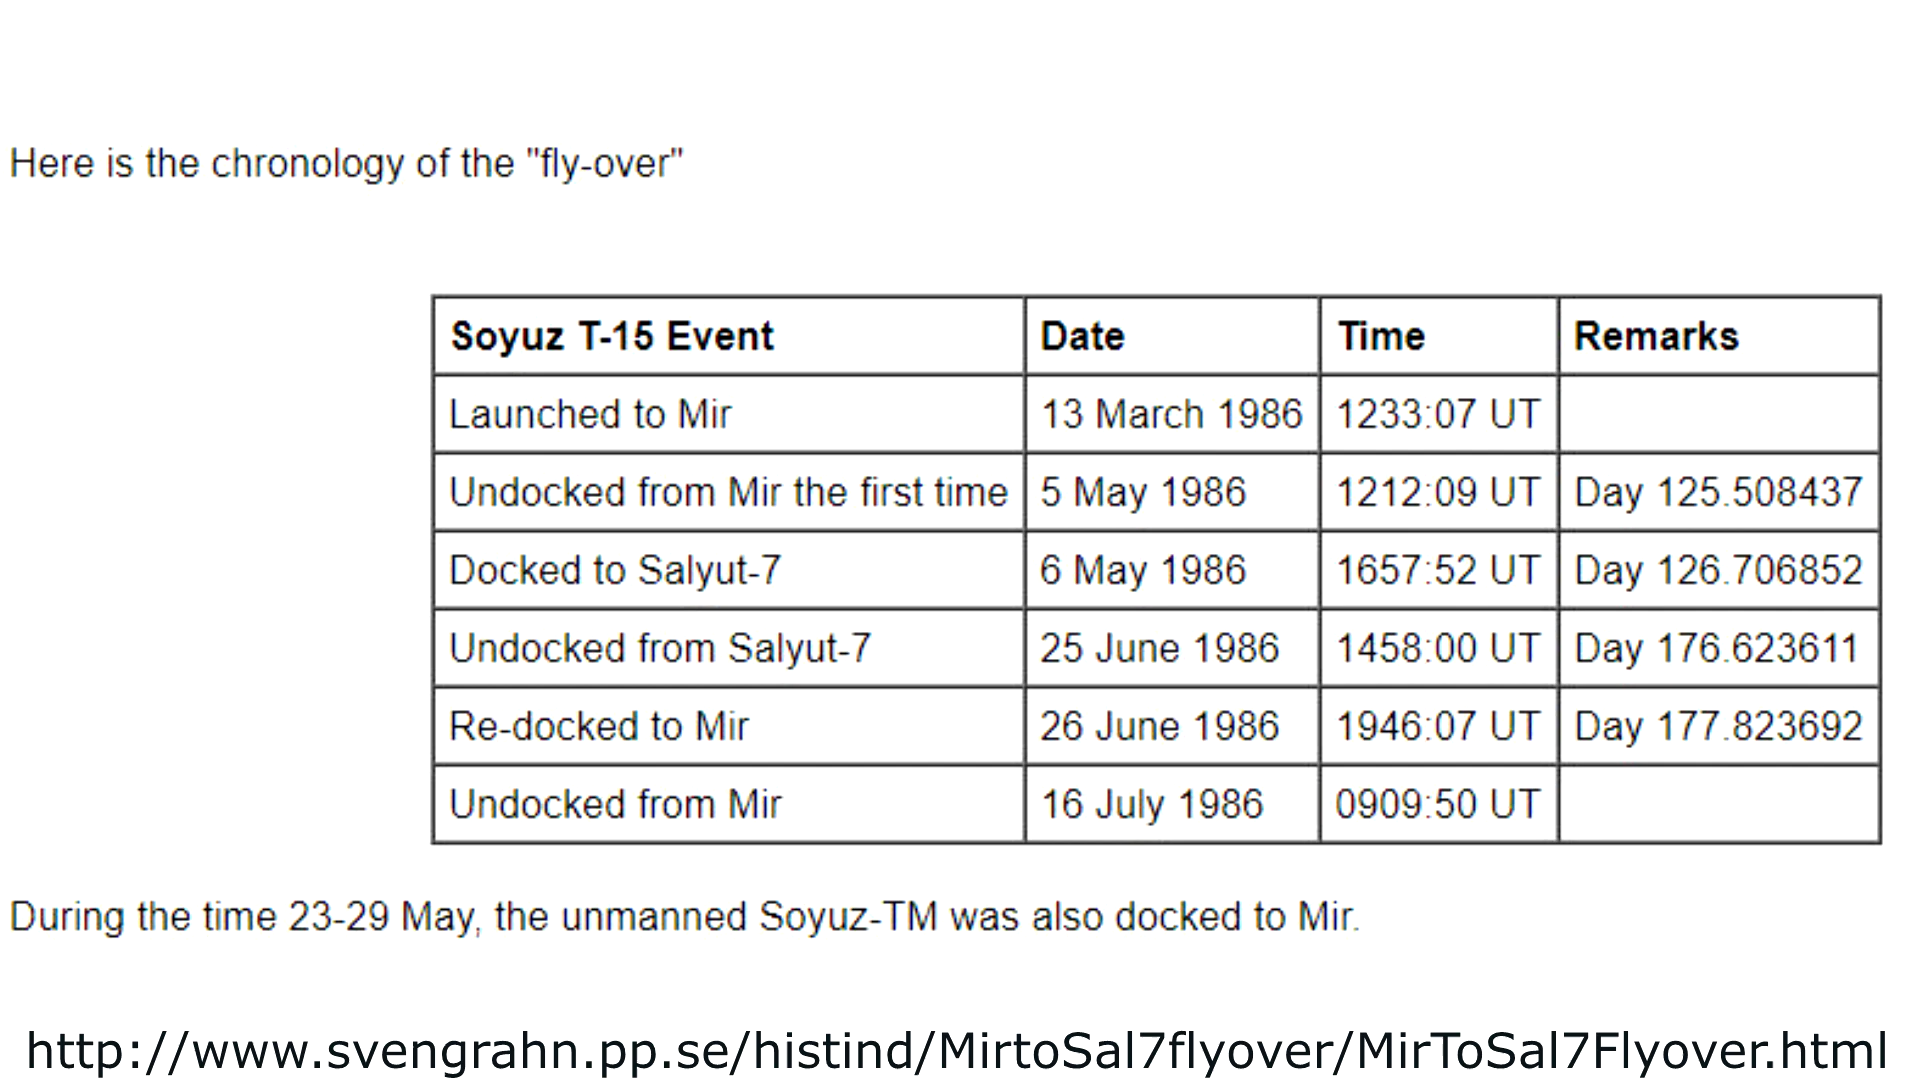 Here is the chronology of the "fly-over"
Soyuz T-15 Event Date Time Remarks
Launched to Mir 13 March 1986 1233:07 UT
Undocked from Mir the first time 5 May 1986 1212:09 UT Day 125.508437
Docked to Salyut-7 6 May 1986 1657:52 UT Day 126.706852
Undocked from Salyut-7 25 June 1986 1458:00 UT Day 176.623611
Re-docked to Mir 26 June 1986 1946:07 UT Day 177.823692
Undocked from Mir 16 July 1986 0909:50 UT
During the time 23-29 May, the unmanned Soyuz-TM was also docked to Mir.
http://www.svengrahn.pp.se/histind/MirtoSal7flyover/MirToSal7Flyover.html